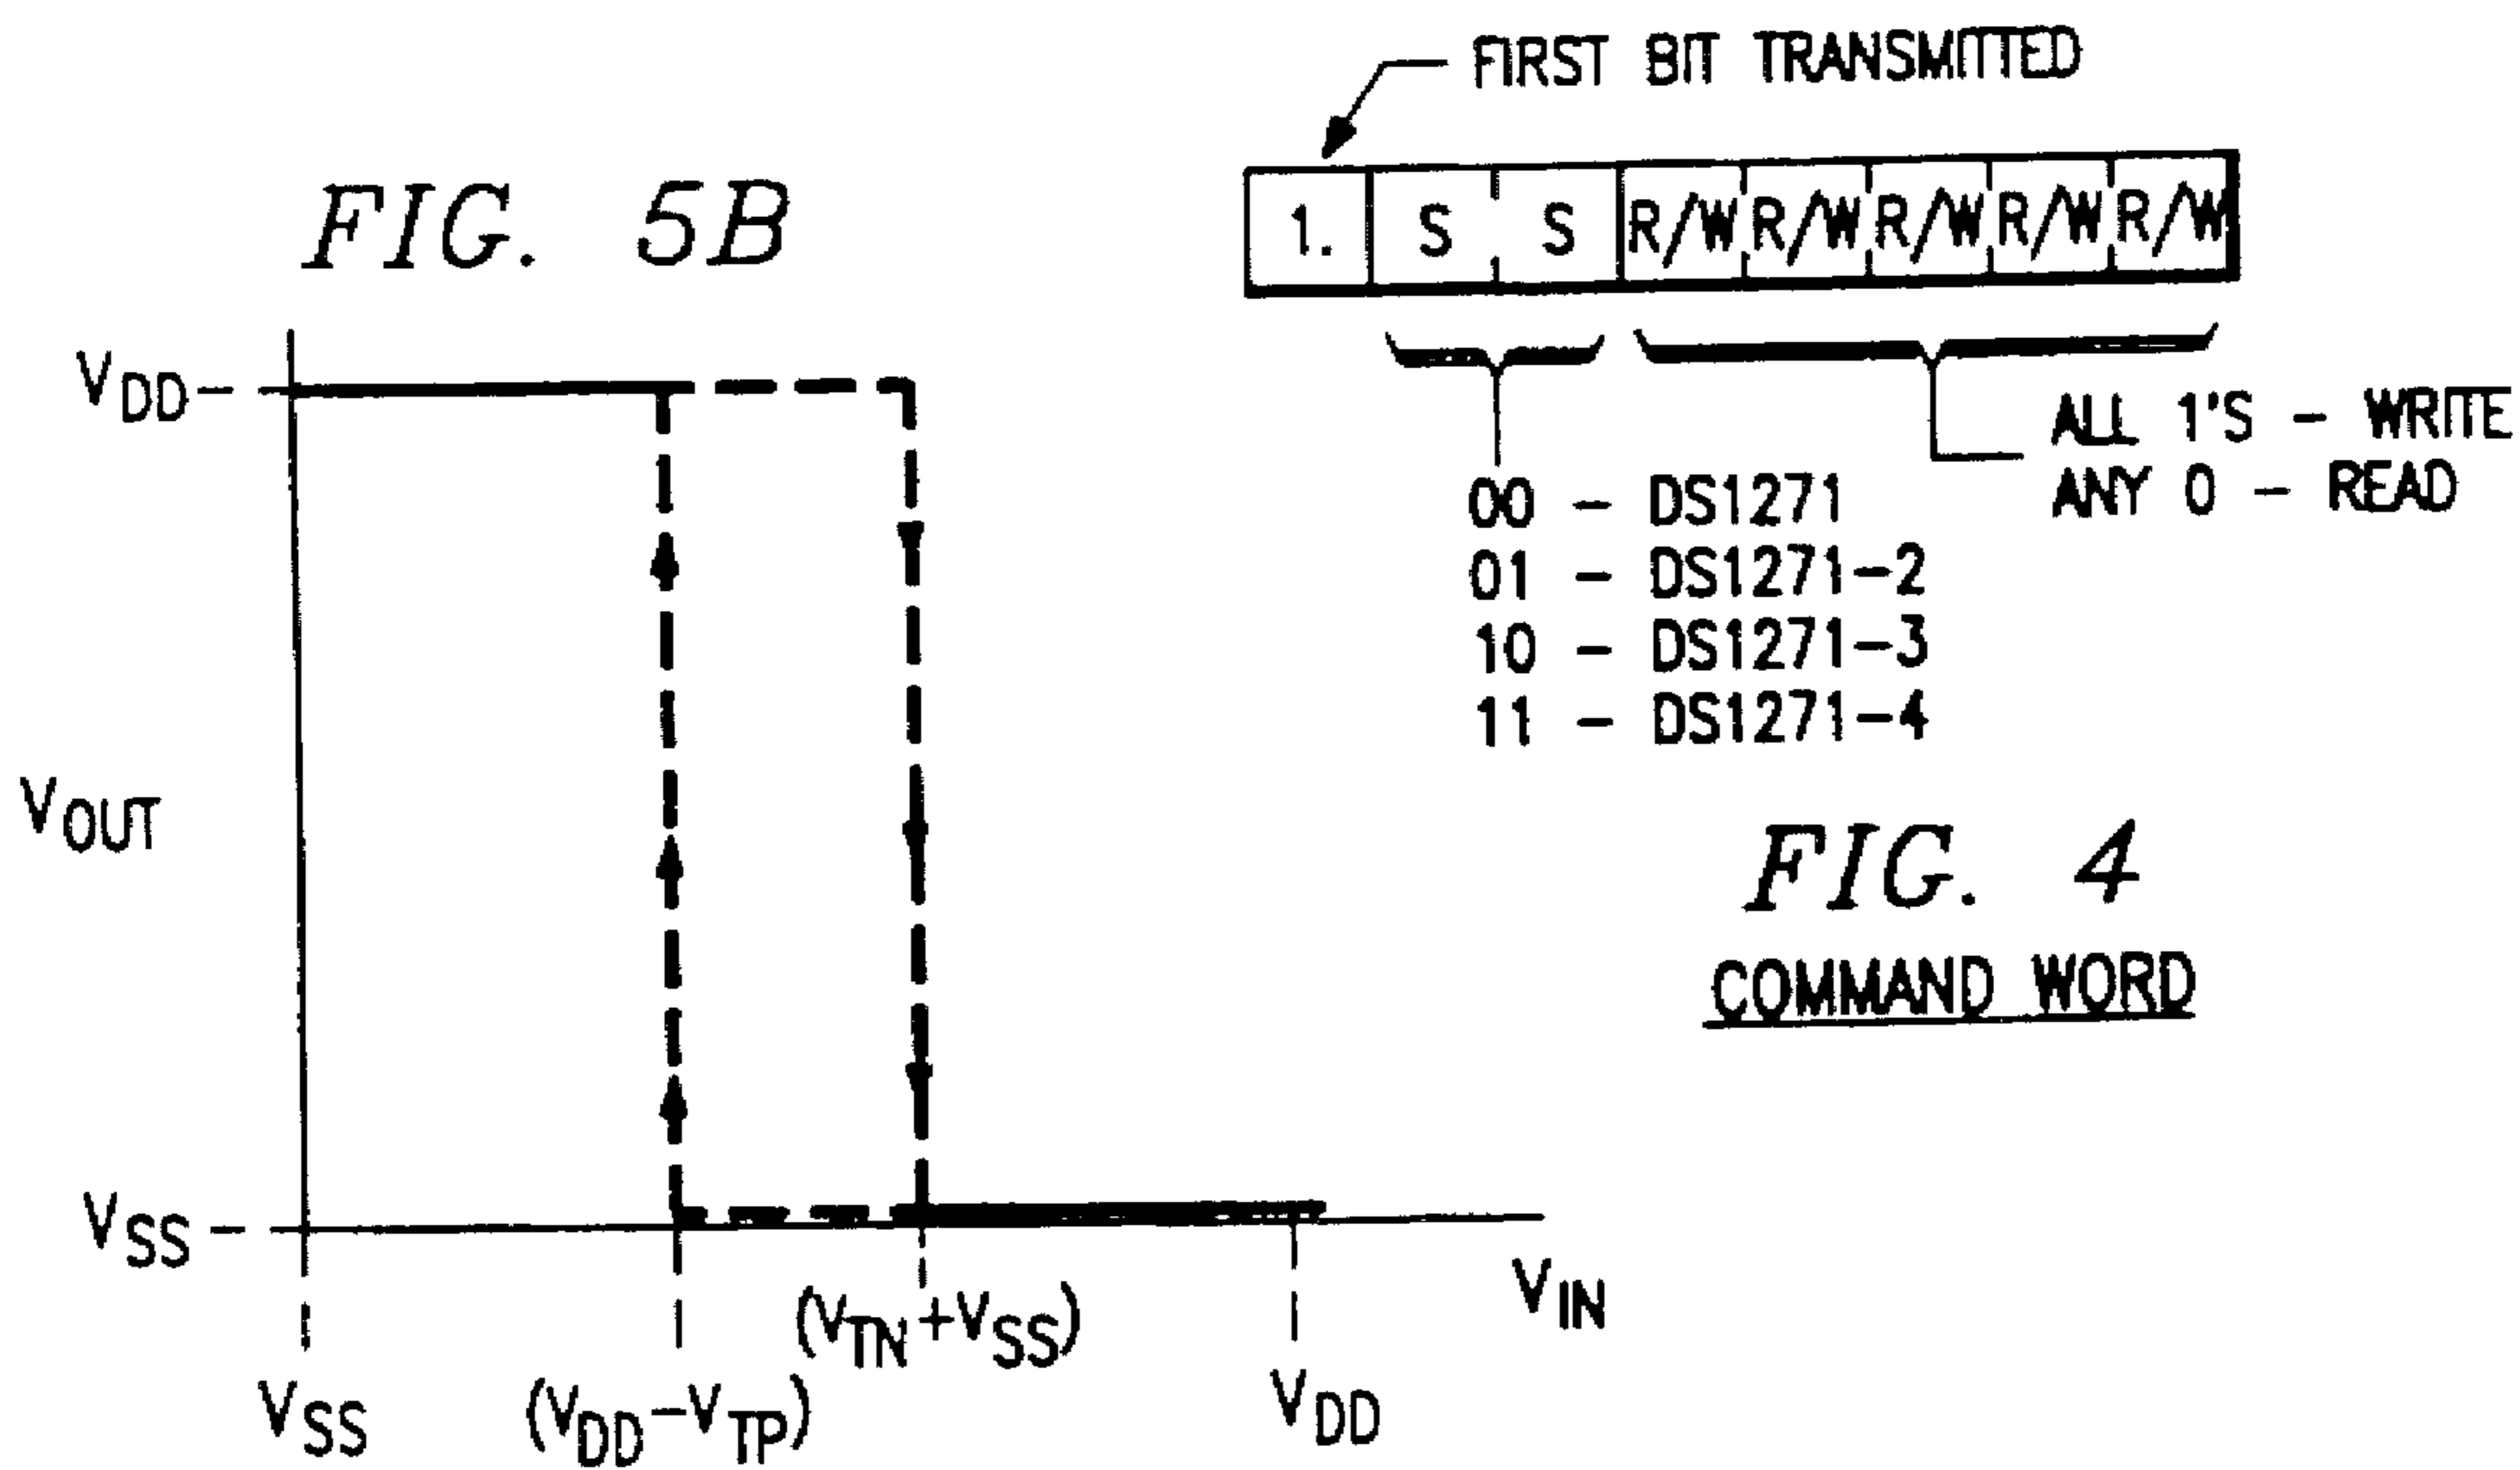 FIRST BIT TRANSMITTED
1. S S R/W R/W R/W R/W R/W
ALL 1'S - WRITE
ANY 0 - READ
00 - DS1271
01 - DS1271-2
10 - DS1271-3
11 - DS1271-4
FIG. 4
COMMAND WORD
FIG. 5B
VDD-
VOUT
VSS-
VIN
(VTN+VSS)
VSS
(VDD-VTP)
VDD